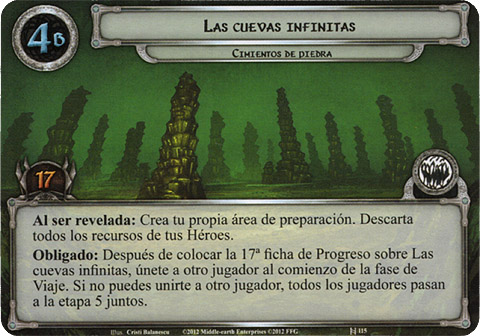 4B
Las cuevas infinitas
Cimientos de piedra
17
Al ser revelada: Crea tu propia área de preparación. Descarta
todos los recursos de tus Héroes.
Obligado: Después de colocar la 17ª ficha de Progreso sobre Las
cuevas infinitas, únete a otro jugador al comienzo de la fase de
Viaje. Si no puedes unirte a otro jugador, todos los jugadores pasan
a la etapa 5 juntos.
Ilus. Cristi Balanescu ©2012 Middle-earth Enterprises ©2012 FFG 115